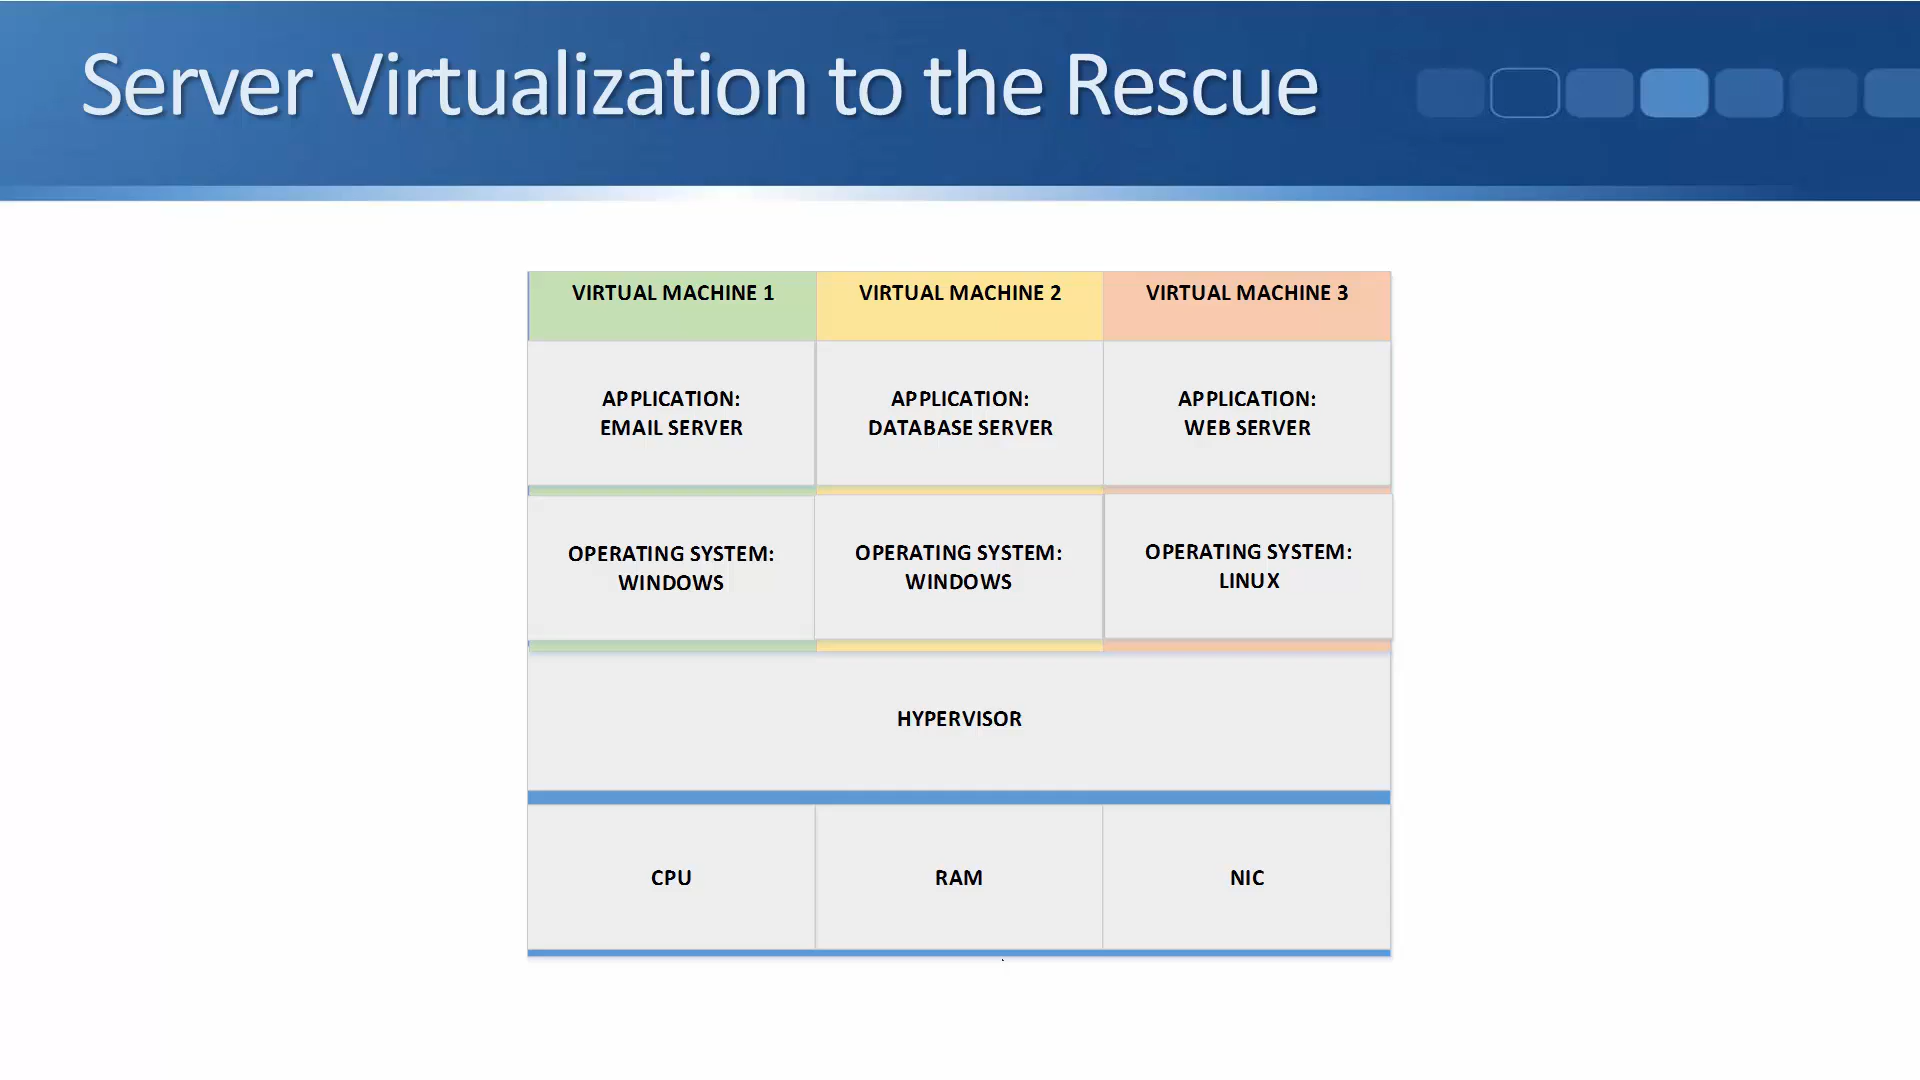 Server Virtualization to the Rescue
VIRTUAL MACHINE 1
VIRTUAL MACHINE 2
VIRTUAL MACHINE 3
APPLICATION:
EMAIL SERVER
APPLICATION:
DATABASE SERVER
APPLICATION:
WEB SERVER
OPERATING SYSTEM:
WINDOWS
OPERATING SYSTEM:
WINDOWS
OPERATING SYSTEM:
LINUX
HYPERVISOR
CPU
RAM
NIC